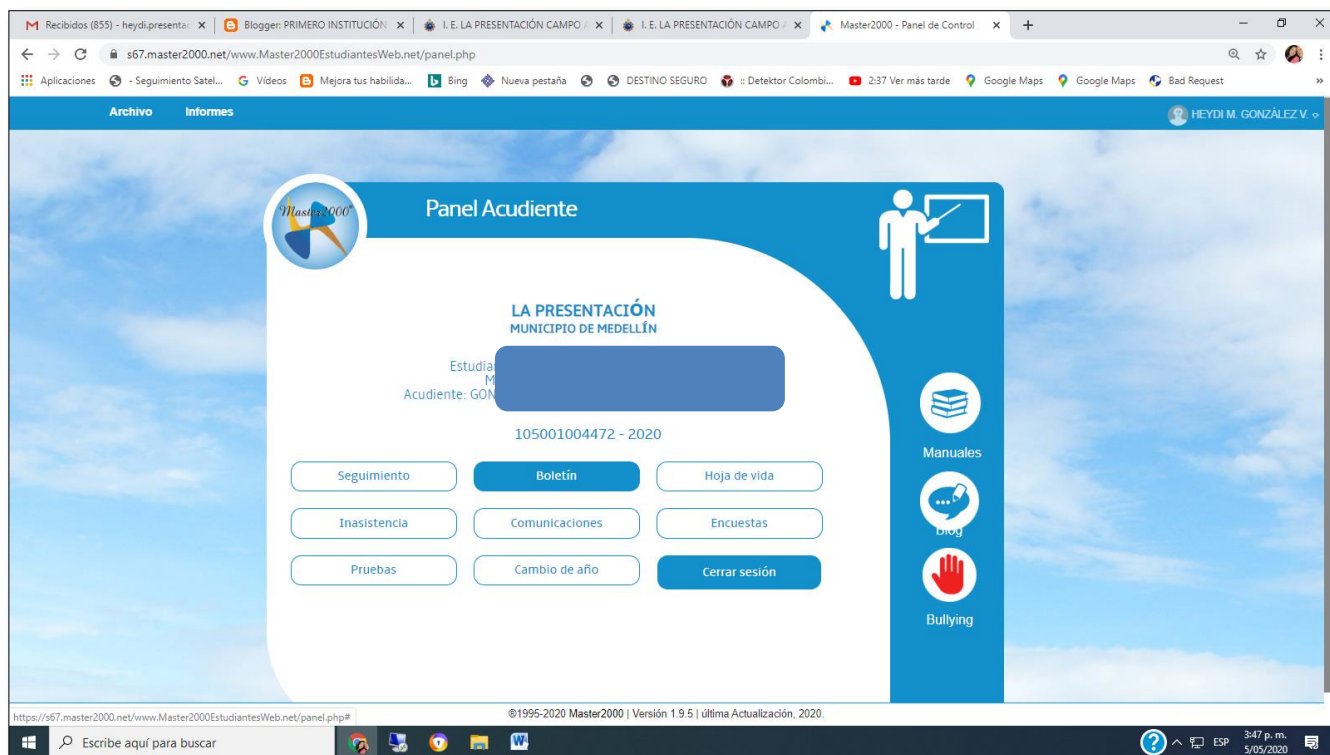 Recibidos (855) - heydi.presentac
Blogger: PRIMERO INSTITUCIÓN
I. E. LA PRESENTACIÓN CAMPO A
I. E. LA PRESENTACIÓN CAMPO A
Master2000 - Panel de Control
s67.master2000.net/www.Master2000EstudiantesWeb.net/panel.php
Aplicaciones - Seguimiento Satel... Vídeos Mejora tus habilida... Bing Nueva pestaña DESTINO SEGURO :: Detektor Colombi... 2:37 Ver más tarde Google Maps Google Maps Bad Request »
Archivo Informes HEYDI M. GONZÁLEZ V.
Master2000
Panel Acudiente
LA PRESENTACIÓN
MUNICIPIO DE MEDELLÍN
Estudia
M
Acudiente: GON
105001004472 - 2020
Seguimiento Boletín Hoja de vida
Inasistencia Comunicaciones Encuestas
Pruebas Cambio de año Cerrar sesión
Manuales
Blog
Bullying
https://s67.master2000.net/www.Master2000EstudiantesWeb.net/panel.php#
©1995-2020 Master2000 | Versión 1.9.5 | última Actualización, 2020.
Escribe aquí para buscar
ESP
3:47 p. m.
5/05/2020